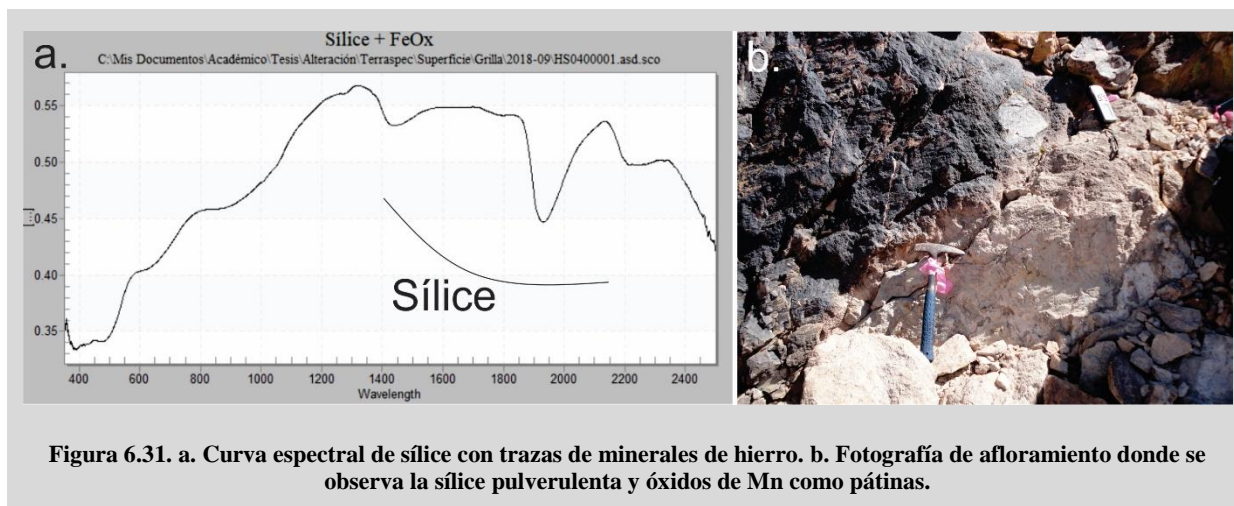 a.
Sílice + FeOx
C:\Mis Documentos\Académico\Tesis\Alteración\Terraspec\Superficie\Grilla\2018-09\HS0400001.asd.sco
0.55
0.50
0.45
0.40
0.35
Sílice
400 600 800 1000 1200 1400 1600 1800 2000 2200 2400
Wavelength
b.
Figura 6.31. a. Curva espectral de sílice con trazas de minerales de hierro. b. Fotografía de afloramiento donde se
observa la sílice pulverulenta y óxidos de Mn como pátinas.